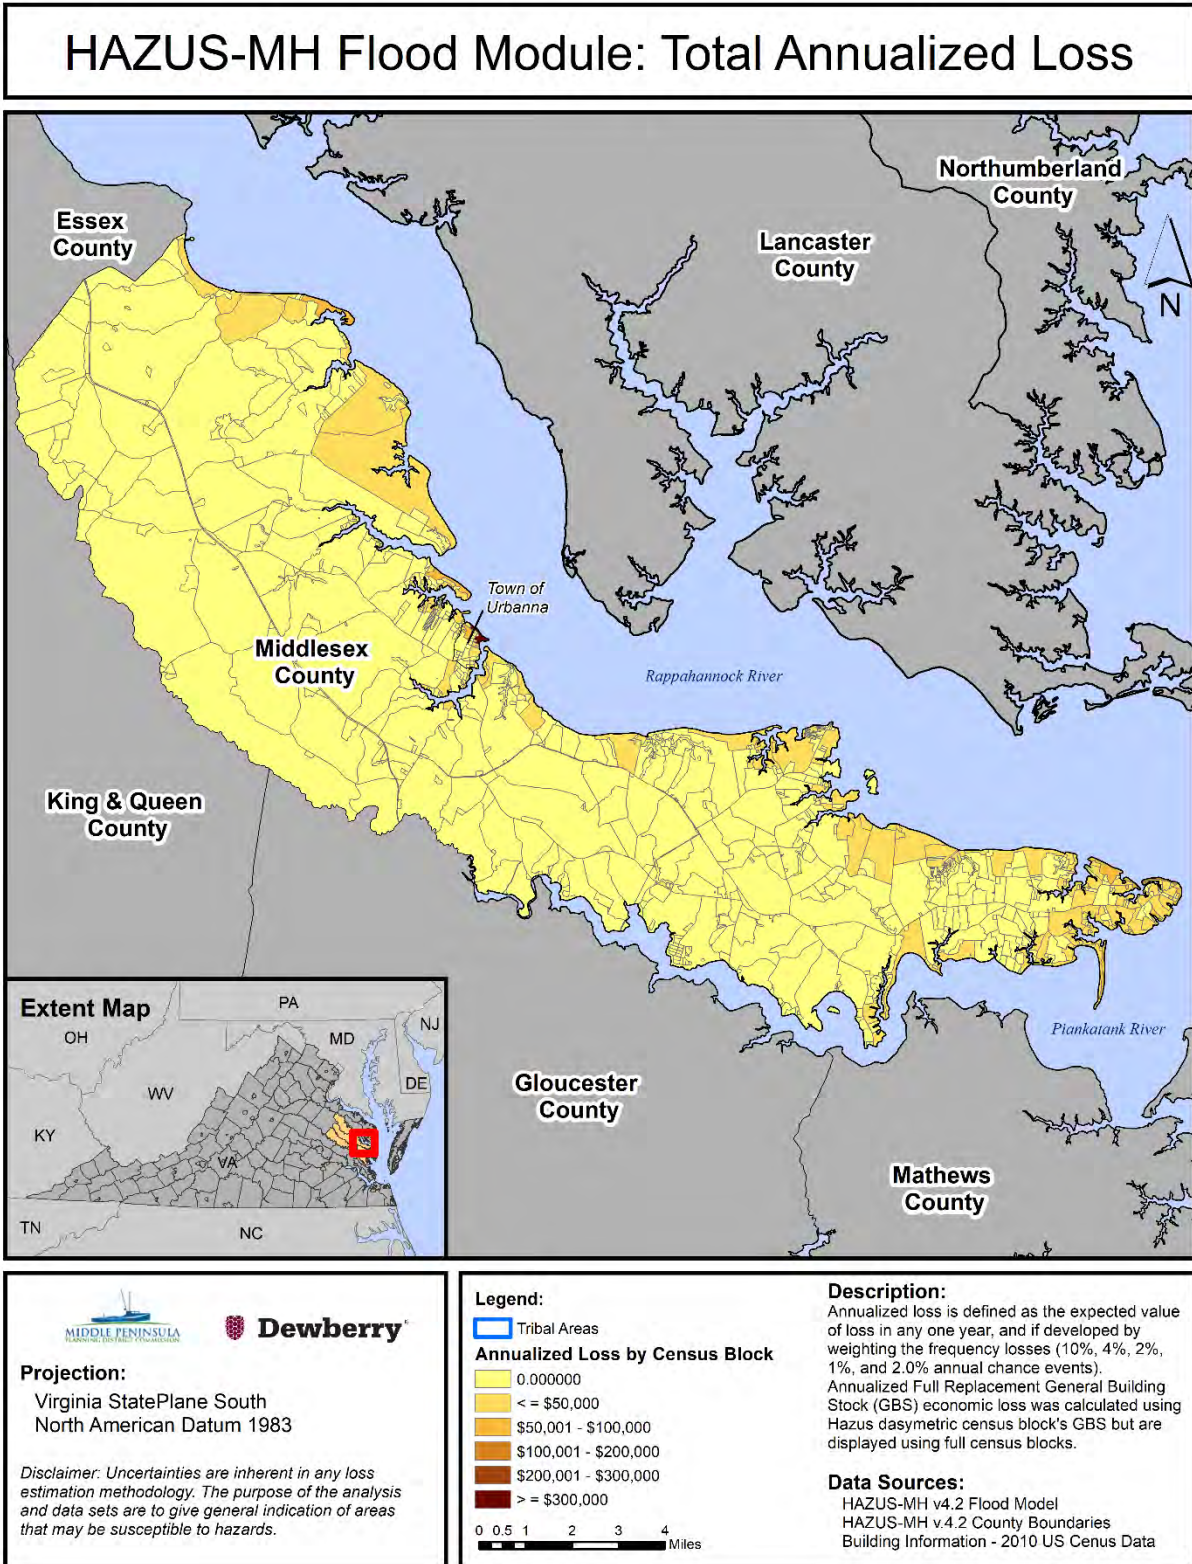 HAZUS-MH Flood Module: Total Annualized Loss
Northumberland
County
Essex
County
Lancaster
County
N
Town of
Urbanna
Middlesex
County
Rappahannock River
King & Queen
County
Extent Map
PA
OH
MD
NJ
WV
DE
KY
VA
TN
NC
Piankatank River
Gloucester
County
Mathews
County
MIDDLE PENINSULA
PLANNING DISTRICT COMMISSION
Dewberry
Projection:
Virginia StatePlane South
North American Datum 1983
Disclaimer: Uncertainties are inherent in any loss
estimation methodology. The purpose of the analysis
and data sets are to give general indication of areas
that may be susceptible to hazards.
Legend:
Tribal Areas
Annualized Loss by Census Block
0.000000
< = $50,000
$50,001 - $100,000
$100,001 - $200,000
$200,001 - $300,000
> = $300,000
0 0.5 1 2 3 4
Miles
Description:
Annualized loss is defined as the expected value
of loss in any one year, and if developed by
weighting the frequency losses (10%, 4%, 2%,
1%, and 2.0% annual chance events).
Annualized Full Replacement General Building
Stock (GBS) economic loss was calculated using
Hazus dasymetric census block's GBS but are
displayed using full census blocks.
Data Sources:
HAZUS-MH v4.2 Flood Model
HAZUS-MH v.4.2 County Boundaries
Building Information - 2010 US Cenus Data